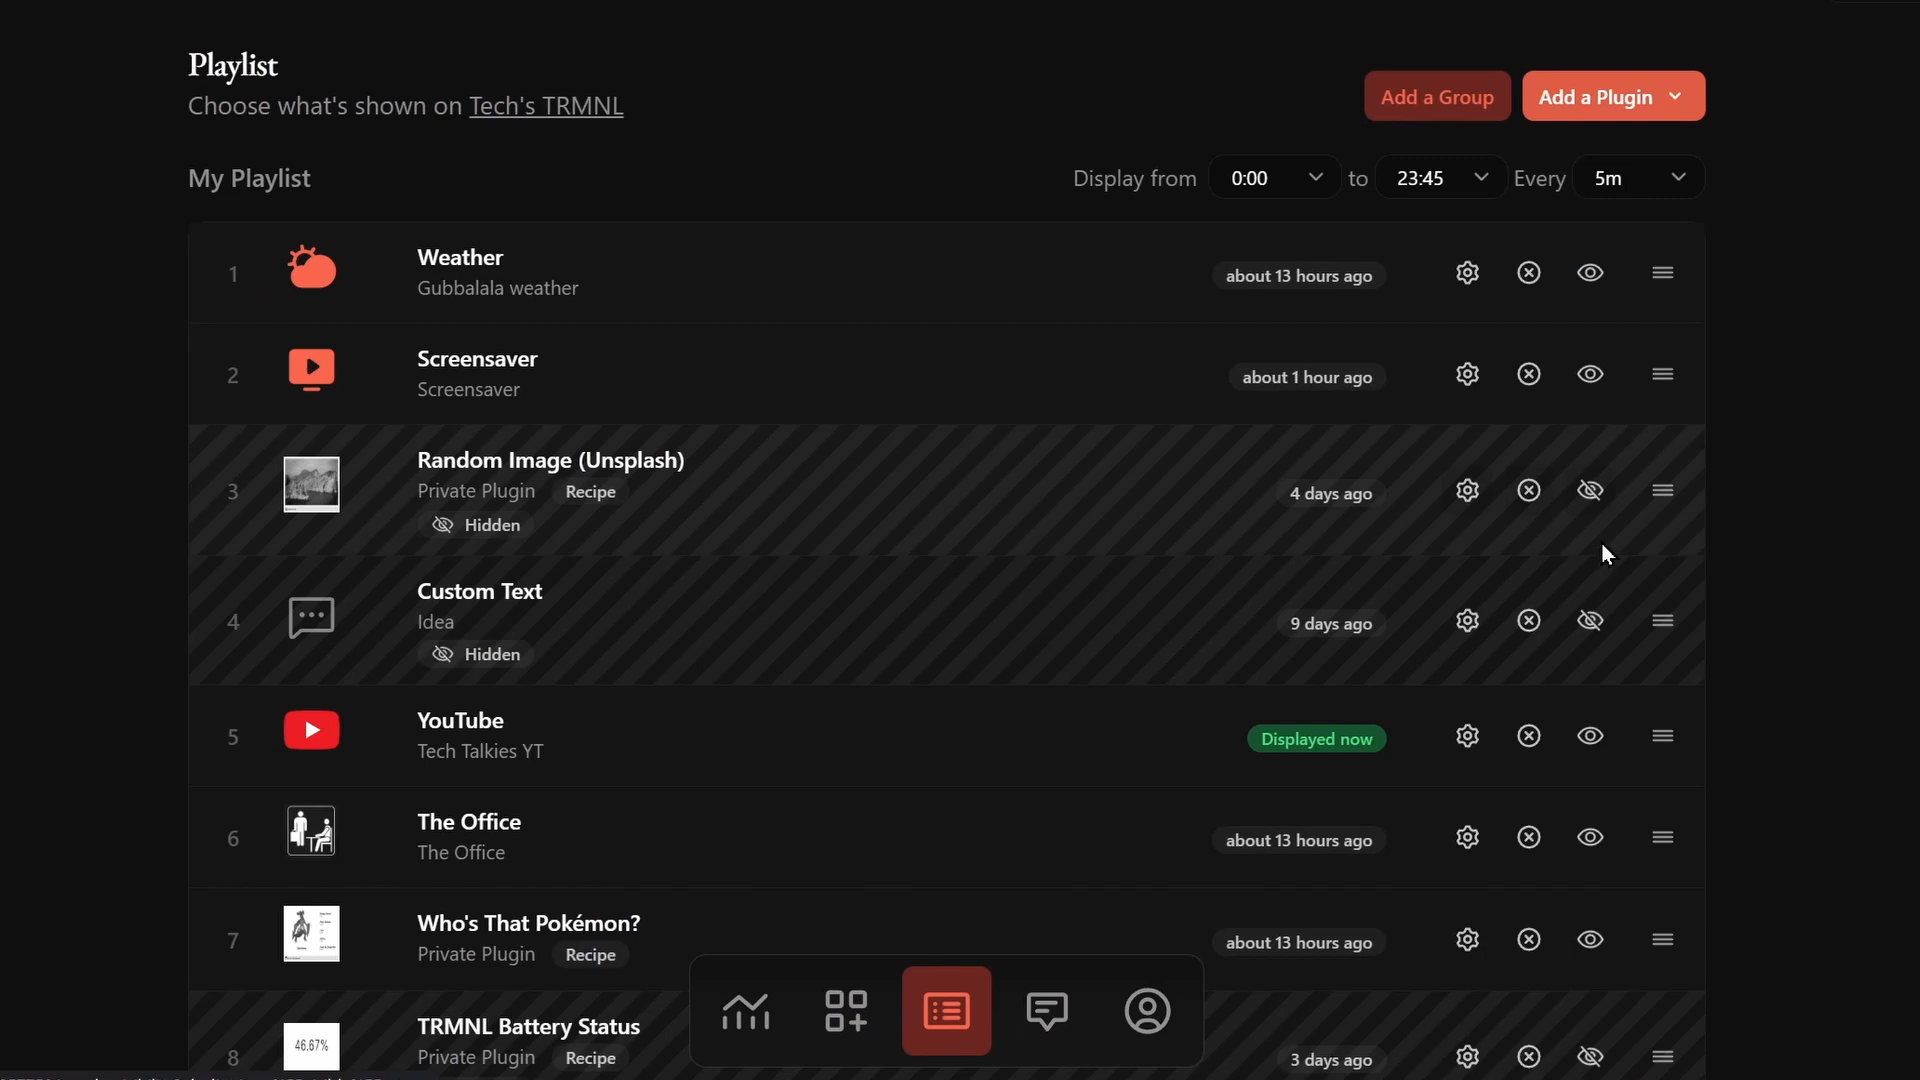 Playlist
Choose what's shown on Tech's TRMNL
Add a Group
Add a Plugin
My Playlist
Display from 0:00 to 23:45 Every 5m
1
Weather
Gubbalala weather
about 13 hours ago
2
Screensaver
Screensaver
about 1 hour ago
3
Random Image (Unsplash)
Private Plugin Recipe
Hidden
4 days ago
4
Custom Text
Idea
Hidden
9 days ago
5
YouTube
Tech Talkies YT
Displayed now
6
The Office
The Office
about 13 hours ago
7
Who's That Pokémon?
Private Plugin Recipe
about 13 hours ago
8
46.67%
TRMNL Battery Status
Private Plugin Recipe
3 days ago